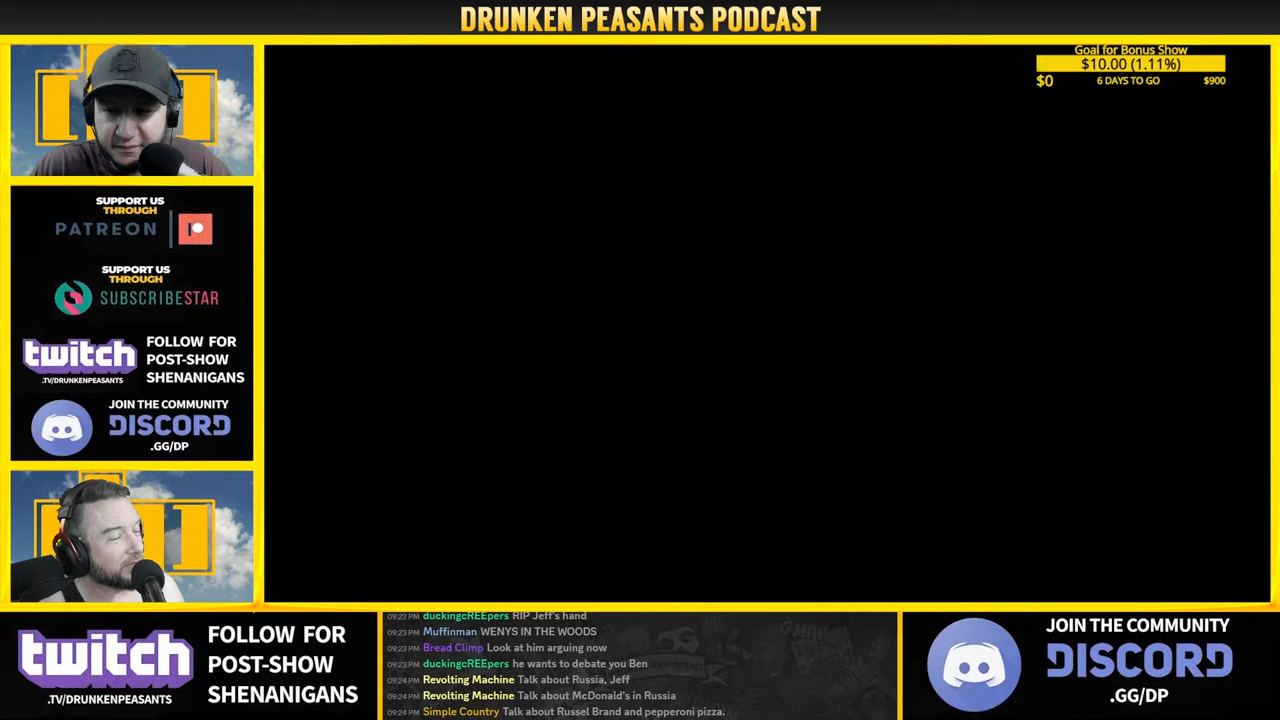 DRUNKEN PEASANTS PODCAST
Goal for Bonus Show
$10.00 (1.11%)
$0 6 DAYS TO GO $900
SUPPORT US
THROUGH
PATREON
SUPPORT US
THROUGH
SUBSCRIBESTAR
twitch
.TV/DRUNKENPEASANTS
FOLLOW FOR
POST-SHOW
SHENANIGANS
JOIN THE COMMUNITY
DISCORD
.GG/DP
twitch
.TV/DRUNKENPEASANTS
FOLLOW FOR
POST-SHOW
SHENANIGANS
09:22 PM duckingcREEpers RIP Jeff's hand
09:23 PM Muffinman WENYS IN THE WOODS
09:23 PM Bread Climp Look at him arguing now
09:23 PM duckingcREEpers he wants to debate you Ben
09:24 PM Revolting Machine Talk about Russia, Jeff
09:24 PM Revolting Machine Talk about McDonald's in Russia
09:24 PM Simple Country Talk about Russel Brand and pepperoni pizza.
JOIN THE COMMUNITY
DISCORD
.GG/DP